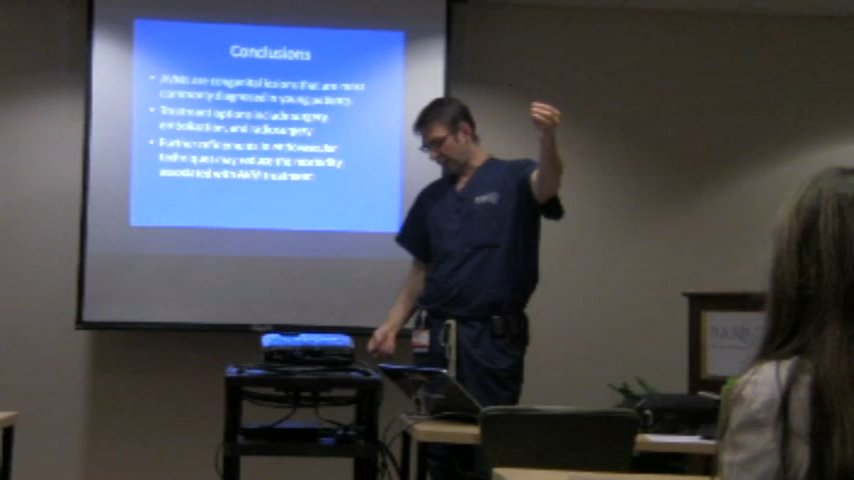 Conclusions
• AVMs are congenital lesions that are most
commonly diagnosed in young patients
• Treatment options include surgery,
embolization, and radiosurgery
• Further refinements in endovascular
techniques may reduce the morbidity
associated with AVM treatment